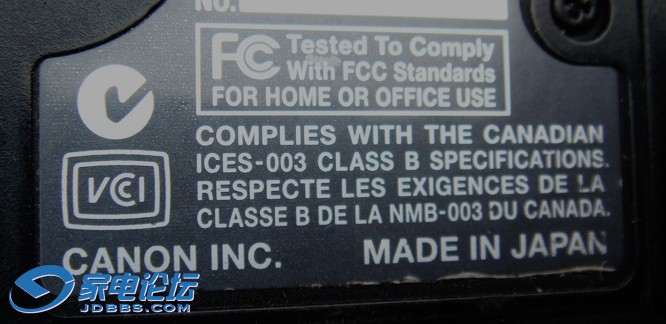 NO.
FC Tested To Comply
With FCC Standards
FOR HOME OR OFFICE USE
COMPLIES WITH THE CANADIAN
ICES-003 CLASS B SPECIFICATIONS.
RESPECTE LES EXIGENCES DE LA
CLASSE B DE LA NMB-003 DU CANADA.
VCI
CANON INC. MADE IN JAPAN
家电论坛
JDBBS.COM